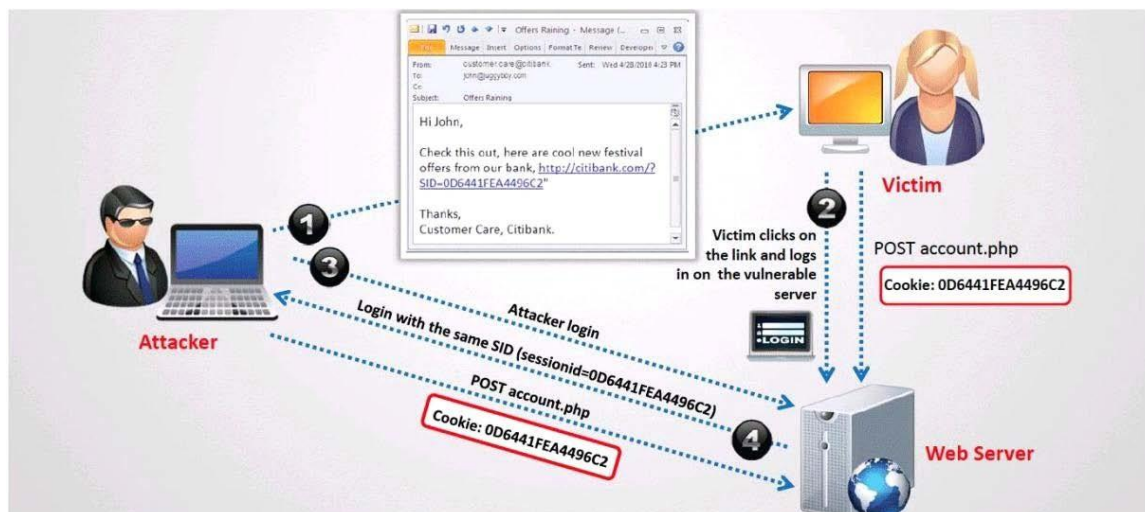 Offers Raining - Message (...
Message Insert Options Format Te Review Develope
From: customer.care@citibank Sent: Wed 4/28/2016 4:23 PM
To: john@juggyboy.com
Cc:
Subject: Offers Raining
Hi John,
Check this out, here are cool new festival
offers from our bank, http://citibank.com/?
SID=0D6441FEA4496C2"
Thanks,
Customer Care, Citibank.
Victim
1
2
3
Victim clicks on
the link and logs
in on the vulnerable
server
POST account.php
Cookie: 0D6441FEA4496C2
LOGIN
Attacker
Attacker login
Login with the same SID (sessionid=0D6441FEA4496C2)
POST account.php
Cookie: 0D6441FEA4496C2
4
Web Server